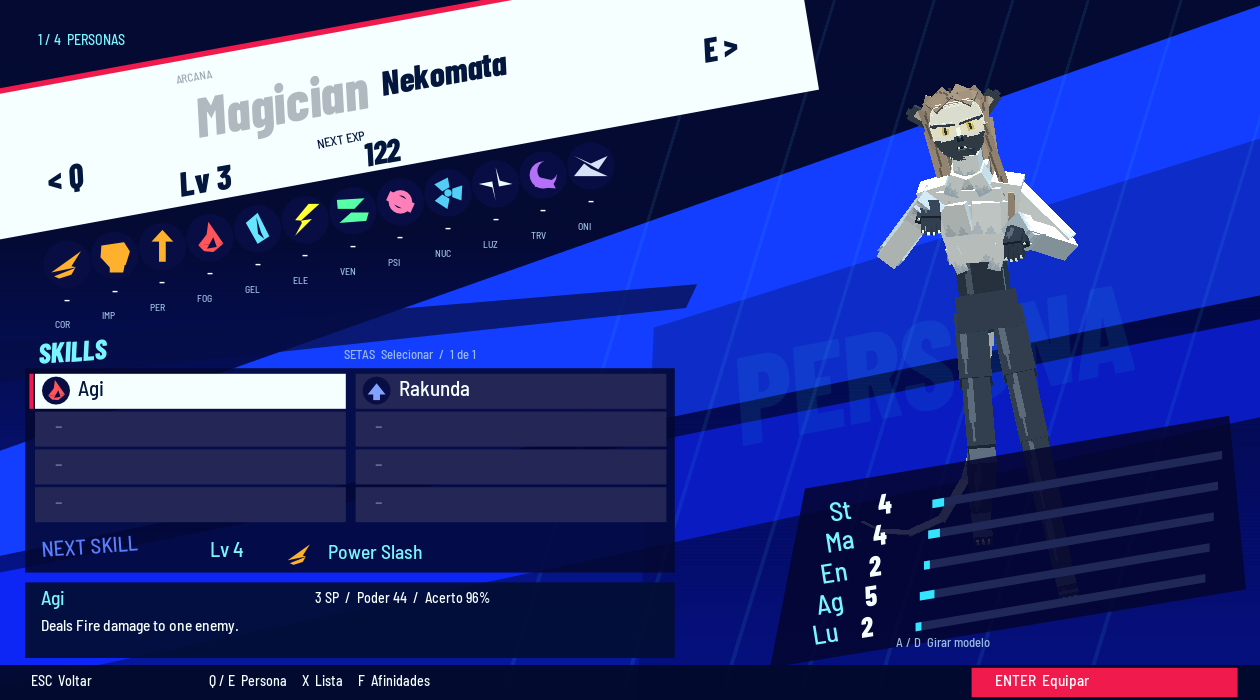 1 / 4 PERSONAS
ARCANA
Magician Nekomata
E >
< Q
Lv 3
NEXT EXP
122
–
COR
–
IMP
–
PER
–
FOG
–
GEL
–
ELE
–
VEN
–
PSI
–
NUC
–
LUZ
–
TRV
–
ONI
SKILLS
SETAS Selecionar / 1 de 1
Agi
Rakunda
–
–
–
–
–
–
NEXT SKILL
Lv 4
Power Slash
Agi
3 SP / Poder 44 / Acerto 96%
Deals Fire damage to one enemy.
PERSONA
St 4
Ma 4
En 2
Ag 5
Lu 2
A / D Girar modelo
ESC Voltar
Q / E Persona
X Lista
F Afinidades
ENTER Equipar